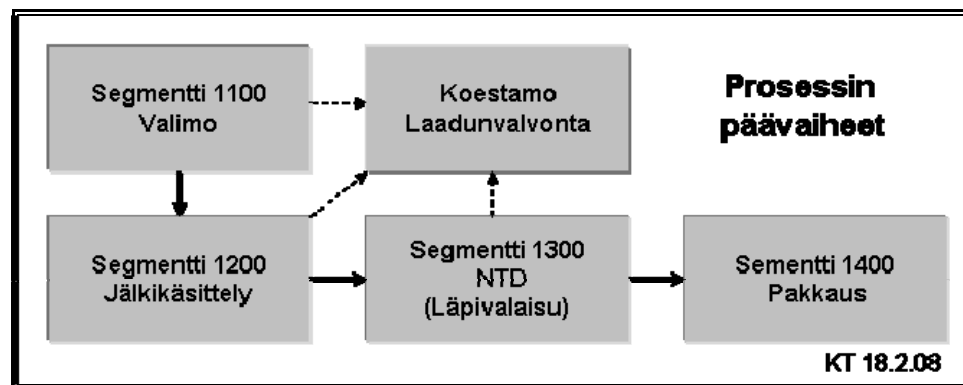 Segmentti 1100
Valimo
Koestamo
Laadunvalvonta
Prosessin
päävaiheet
Segmentti 1200
Jälkikäsittely
Segmentti 1300
NTD
(Läpivalaisu)
Sementti 1400
Pakkaus
KT 18.2.08